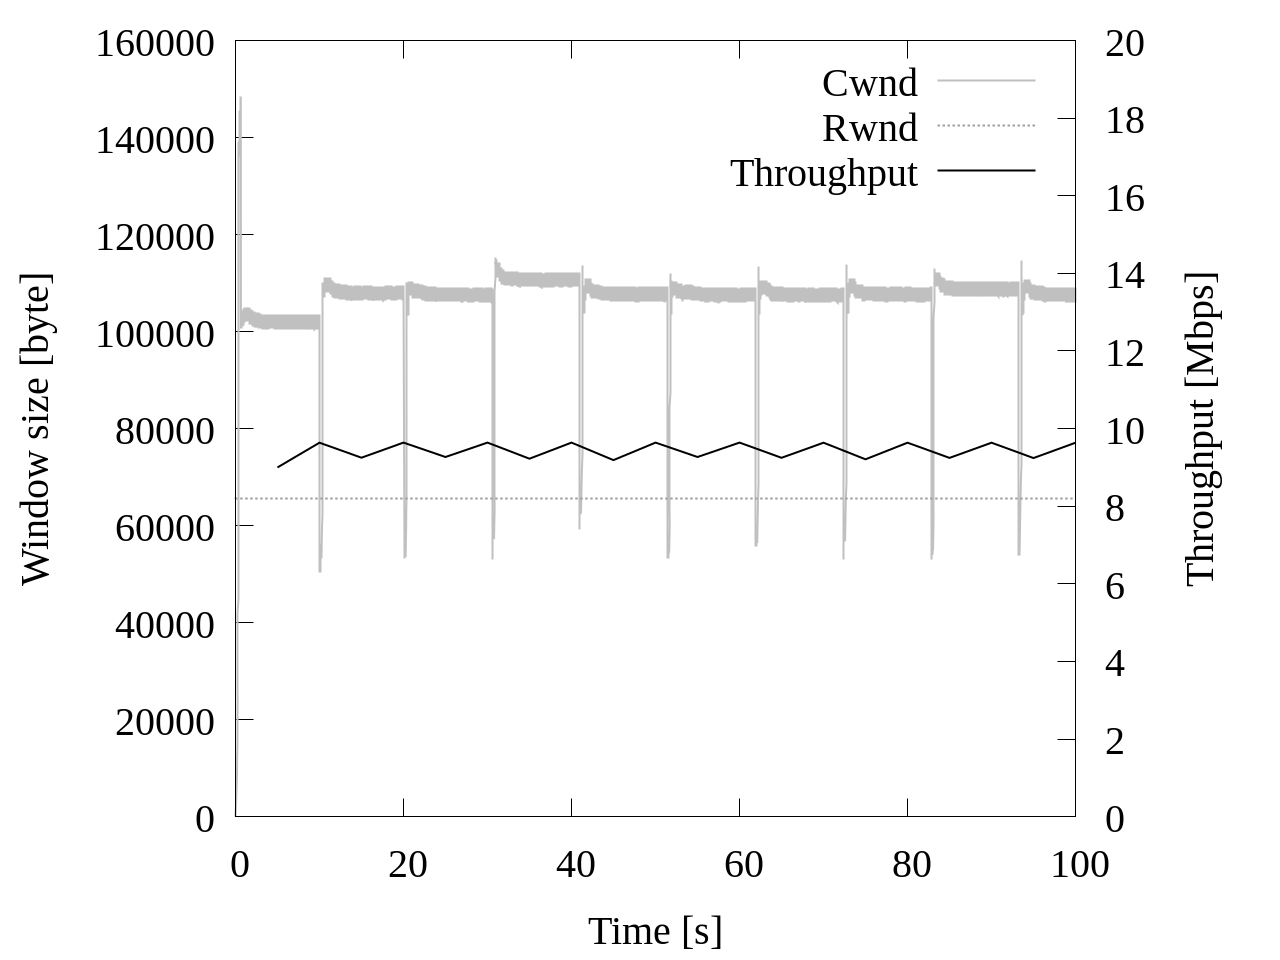 160000
140000
120000
100000
80000
60000
40000
20000
0
20
18
16
14
12
10
8
6
4
2
0
0 20 40 60 80 100
Window size [byte]
Throughput [Mbps]
Time [s]
Cwnd
Rwnd
Throughput